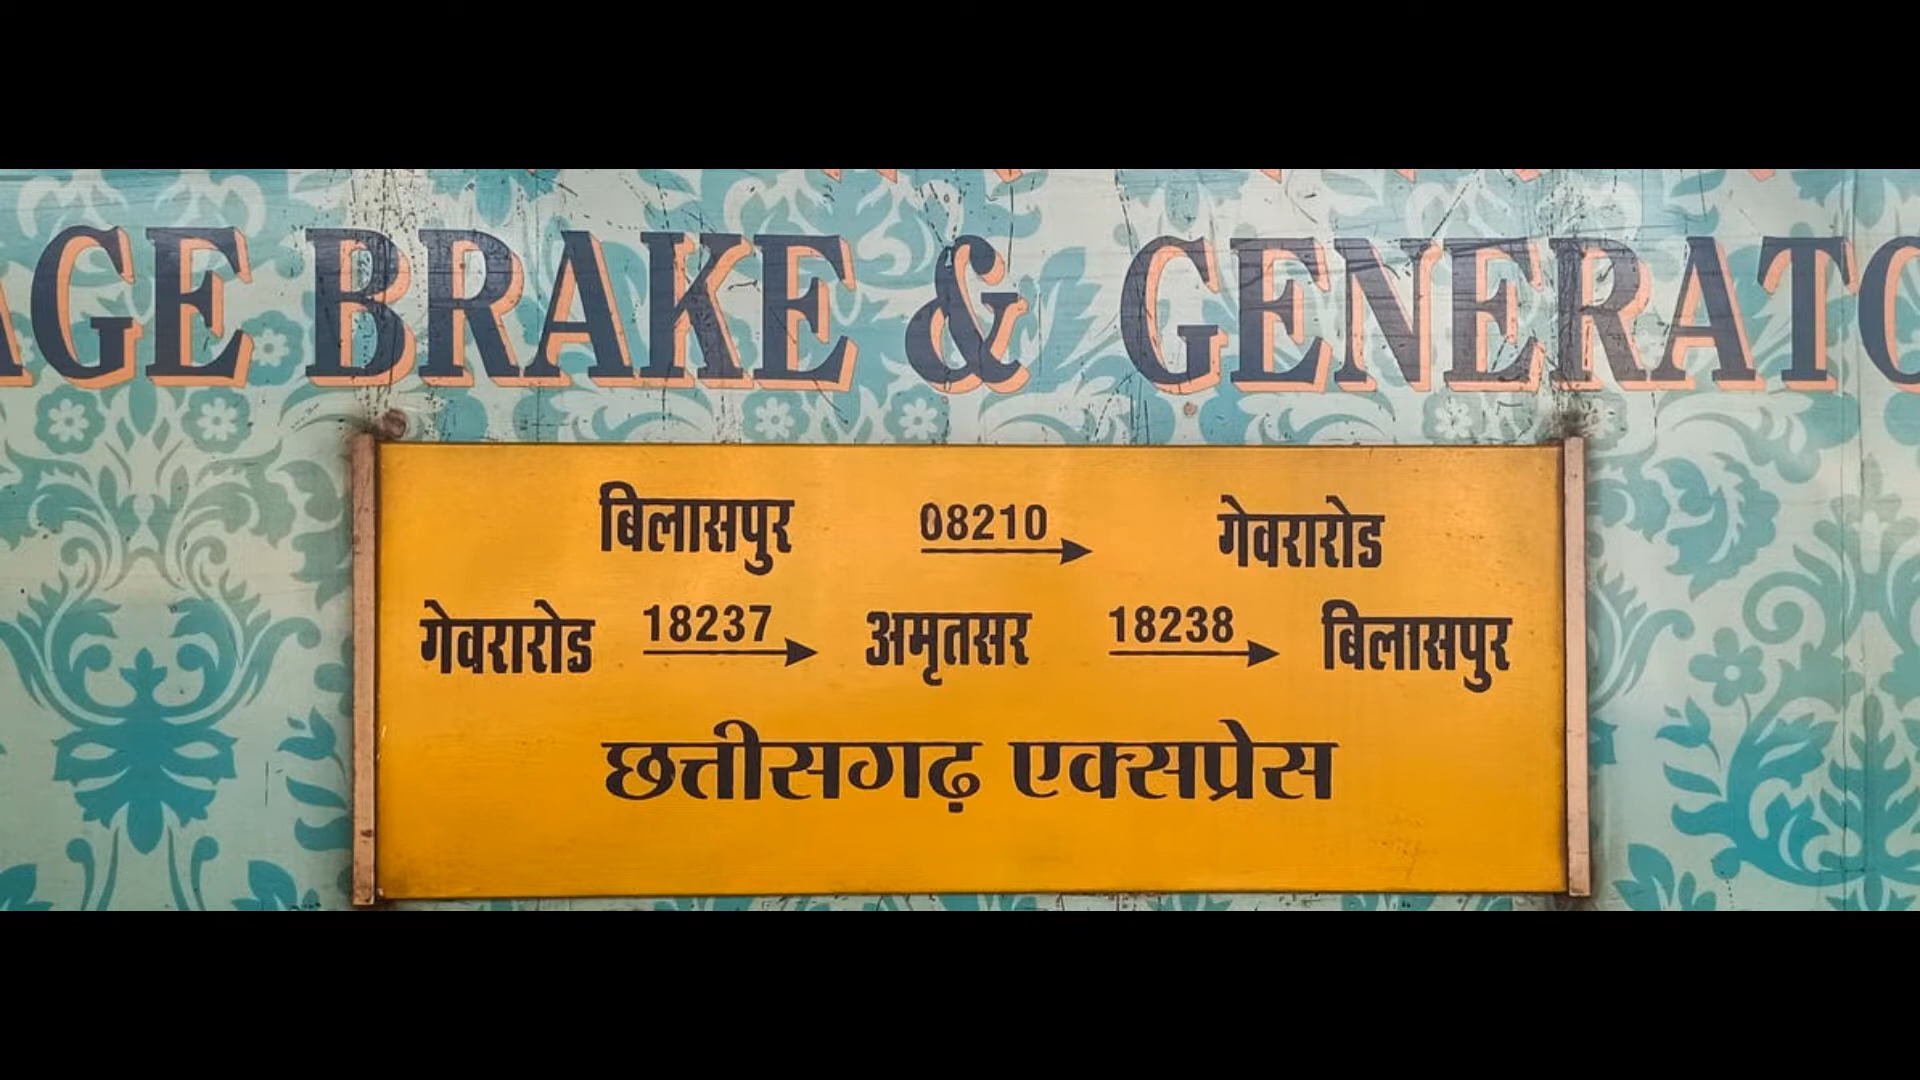 AGE BRAKE & GENERATO
बिलासपुर 08210 गेवरारोड
गेवरारोड 18237 अमृतसर 18238 बिलासपुर
छत्तीसगढ़ एक्सप्रेस